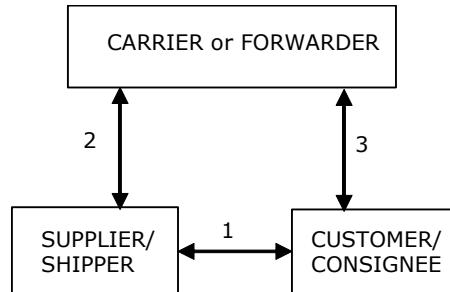 CARRIER or FORWARDER
2
3
1
SUPPLIER/
SHIPPER
CUSTOMER/
CONSIGNEE